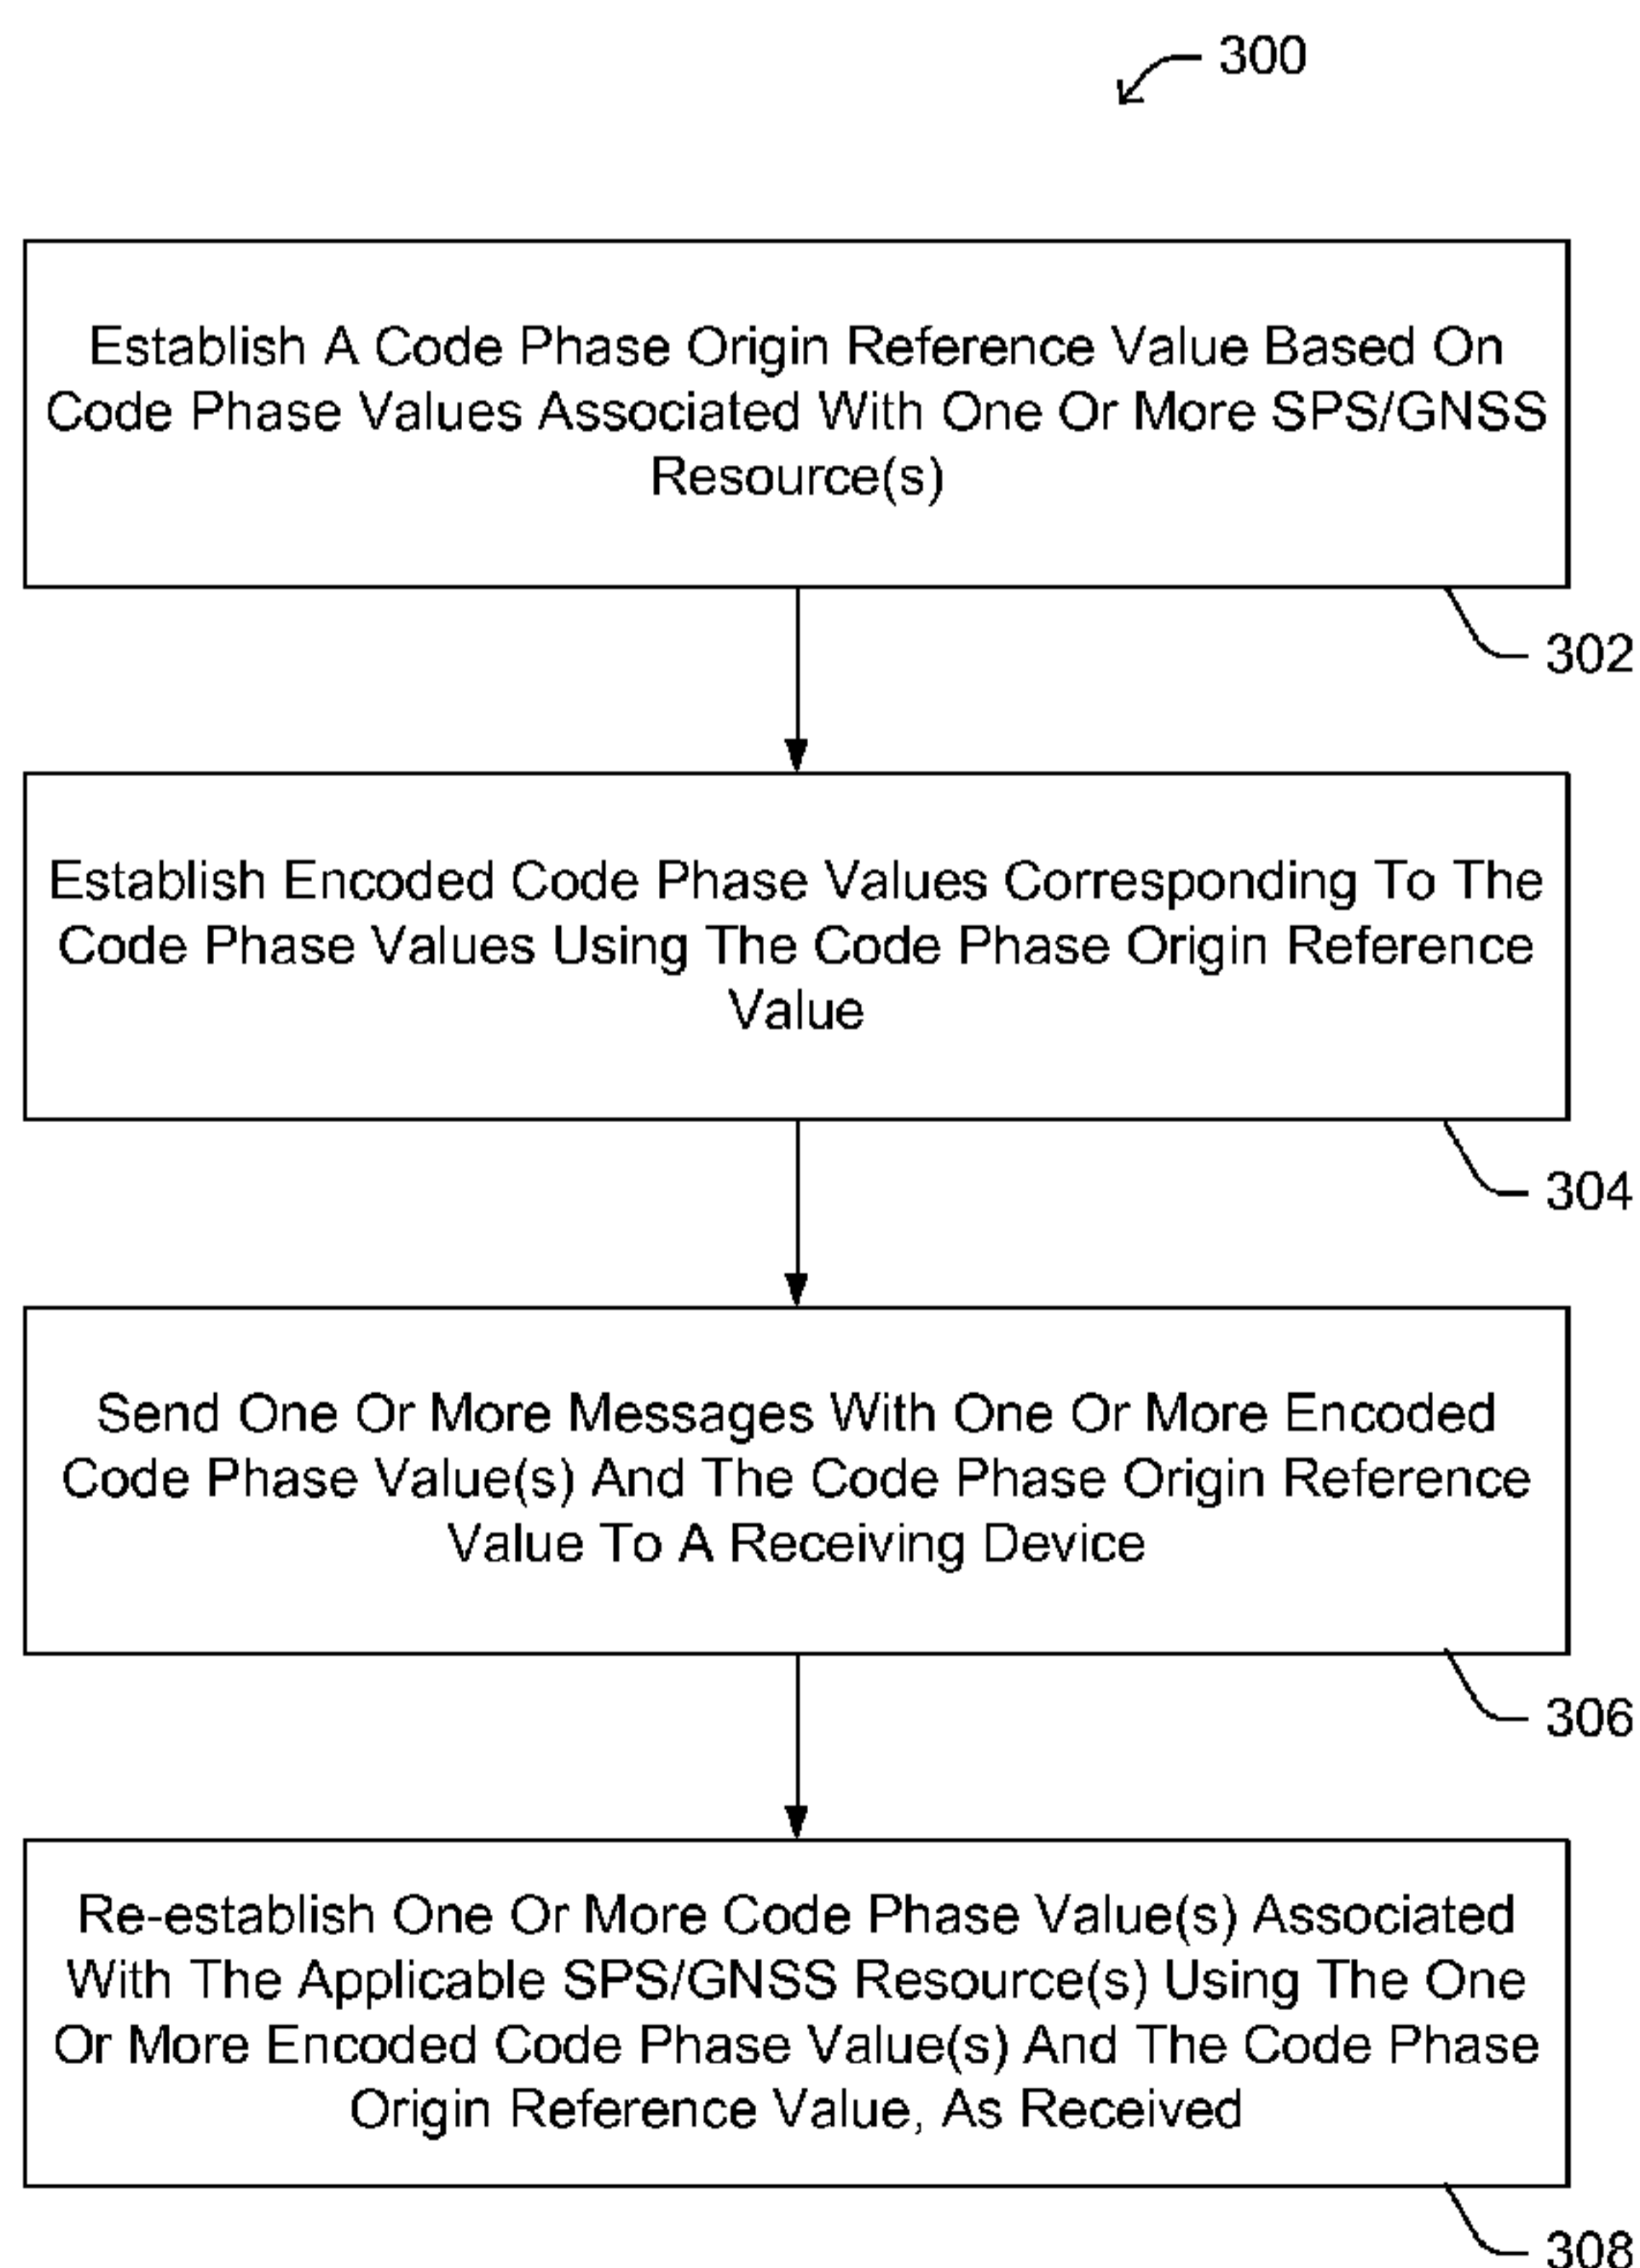 300
Establish A Code Phase Origin Reference Value Based On
Code Phase Values Associated With One Or More SPS/GNSS
Resource(s)
302
Establish Encoded Code Phase Values Corresponding To The
Code Phase Values Using The Code Phase Origin Reference
Value
304
Send One Or More Messages With One Or More Encoded
Code Phase Value(s) And The Code Phase Origin Reference
Value To A Receiving Device
306
Re-establish One Or More Code Phase Value(s) Associated
With The Applicable SPS/GNSS Resource(s) Using The One
Or More Encoded Code Phase Value(s) And The Code Phase
Origin Reference Value, As Received
308